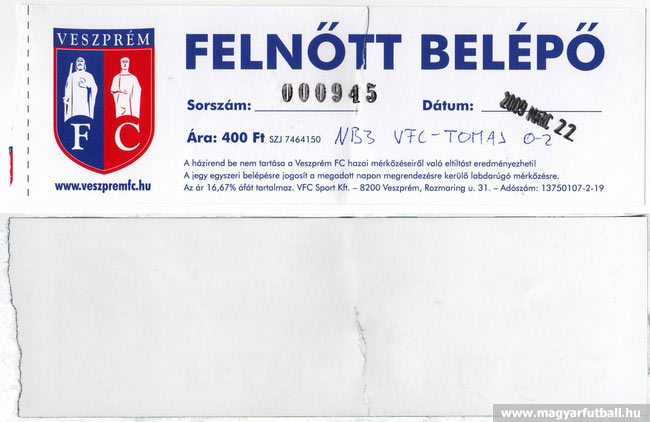 VESZPRÉM
FC
www.veszpremfc.hu
FELNŐTT BELÉPŐ
Sorszám: 000945 Dátum: 2009 MÁRC 22
Ára: 400 Ft SZJ 7464150 NB3 VFC-TOMAJ 0-2
A házirend be nem tartása a Veszprém FC hazai mérkőzéseiről való eltiltást eredményezheti!
A jegy egyszeri belépésre jogosít a megadott napon megrendezésre kerülő labdarúgó mérkőzésre.
Az ár 16,67% áfát tartalmaz. VFC Sport Kft. – 8200 Veszprém, Rozmaring u. 31. – Adószám: 13750107-2-19
www.magyarfutball.hu